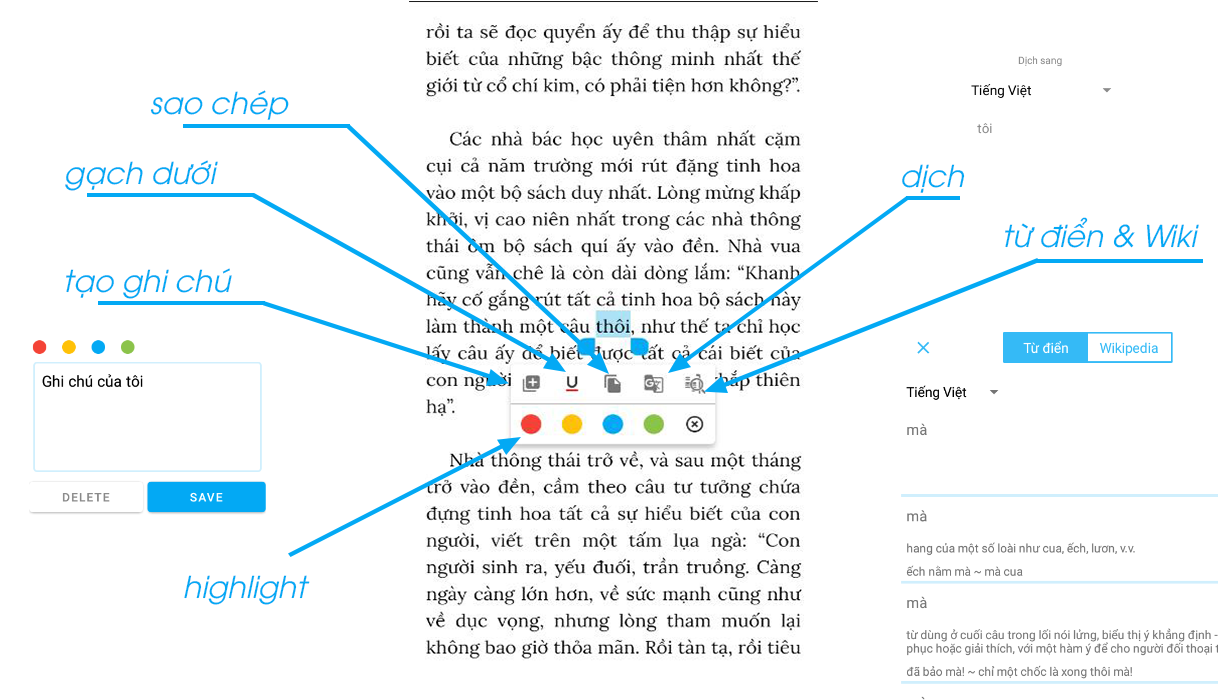 sao chép
gạch dưới
tạo ghi chú
Ghi chú của tôi
DELETE
SAVE
highlight
rồi ta sẽ đọc quyển ấy để thu thập sự hiểu
biết của những bậc thông minh nhất thế
giới từ cổ chí kim, có phải tiện hơn không?”.
Các nhà bác học uyên thâm nhất cặm
cụi cả năm trường mới rút đặng tinh hoa
vào một bộ sách duy nhất. Lòng mừng khấp
khởi, vị cao niên nhất trong các nhà thông
thái ôm bộ sách quí ấy vào đền. Nhà vua
cũng vẫn chê là còn dài dòng lắm: “Khanh
hãy cố gắng rút tất cả tinh hoa bộ sách này
làm thành một câu thôi, như thế ta chỉ học
lấy câu ấy để biết được tất cả cái biết của
con người khắp thiên
hạ”.
Nhà thông thái trở về, và sau một tháng
trở vào đền, cầm theo câu tư tưởng chứa
đựng tinh hoa tất cả sự hiểu biết của con
người, viết trên một tấm lụa ngà: “Con
người sinh ra, yếu đuối, trần truồng. Càng
ngày càng lớn hơn, về sức mạnh cũng như
về dục vọng, nhưng lòng tham muốn lại
không bao giờ thỏa mãn. Rồi tàn tạ, rồi tiêu
Dịch sang
Tiếng Việt
tôi
dịch
từ điển & Wiki
Từ điển
Wikipedia
Tiếng Việt
mà
mà
hang của một số loài như cua, ếch, lươn, v.v.
ếch nằm mà ~ mà cua
mà
từ dùng ở cuối câu trong lối nói lửng, biểu thị ý khẳng định -
phục hoặc giải thích, với một hàm ý để cho người đối thoại
đã bảo mà! ~ chỉ một chốc là xong thôi mà!